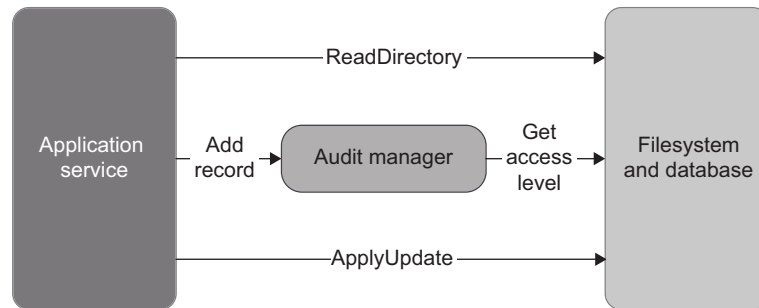 ReadDirectory
Application
service
Add
record
Audit manager
Get
access
level
Filesystem
and database
ApplyUpdate